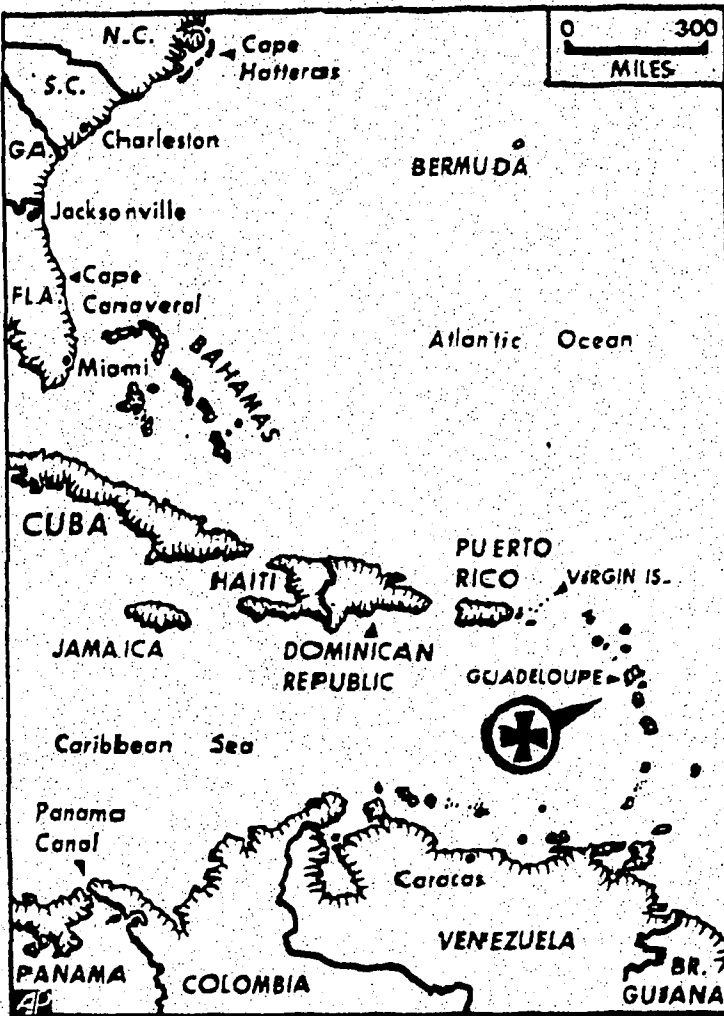 N.C.
Cape
Hatteras
0 300
MILES
S.C.
GA.
Charleston
BERMUDA
Jacksonville
Cape
Canaveral
FLA.
Atlantic Ocean
Miami
BAHAMAS
CUBA
PUERTO
RICO
VIRGIN IS.
HAITI
JAMAICA
DOMINICAN
REPUBLIC
GUADELOUPE
Caribbean Sea
Panama
Canal
Caracas
VENEZUELA
PANAMA
COLOMBIA
BR.
GUIANA
AP